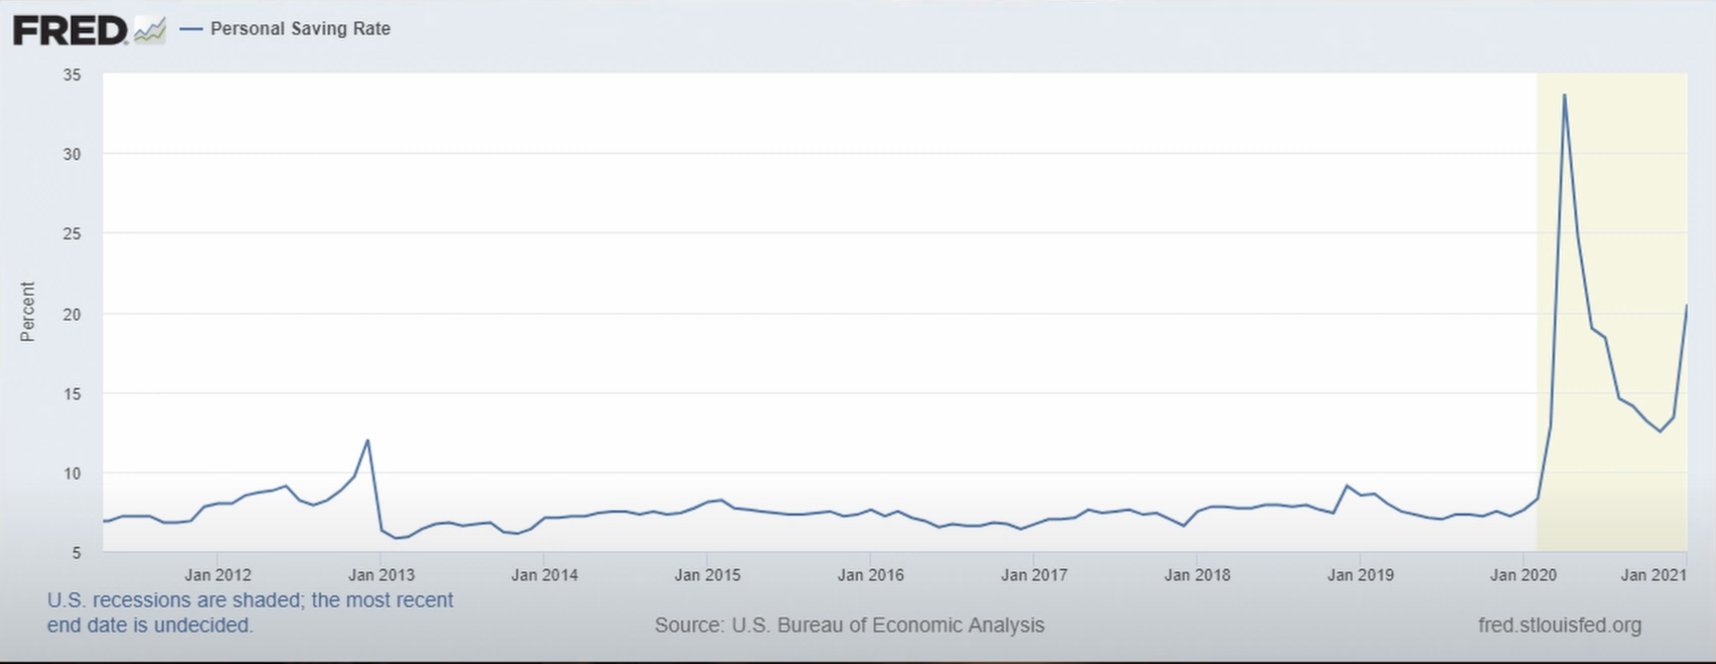 FRED
Personal Saving Rate
35
30
25
20
15
10
5
Percent
Jan 2012
Jan 2013
Jan 2014
Jan 2015
Jan 2016
Jan 2017
Jan 2018
Jan 2019
Jan 2020
Jan 2021
U.S. recessions are shaded; the most recent
end date is undecided.
Source: U.S. Bureau of Economic Analysis
fred.stlouisfed.org